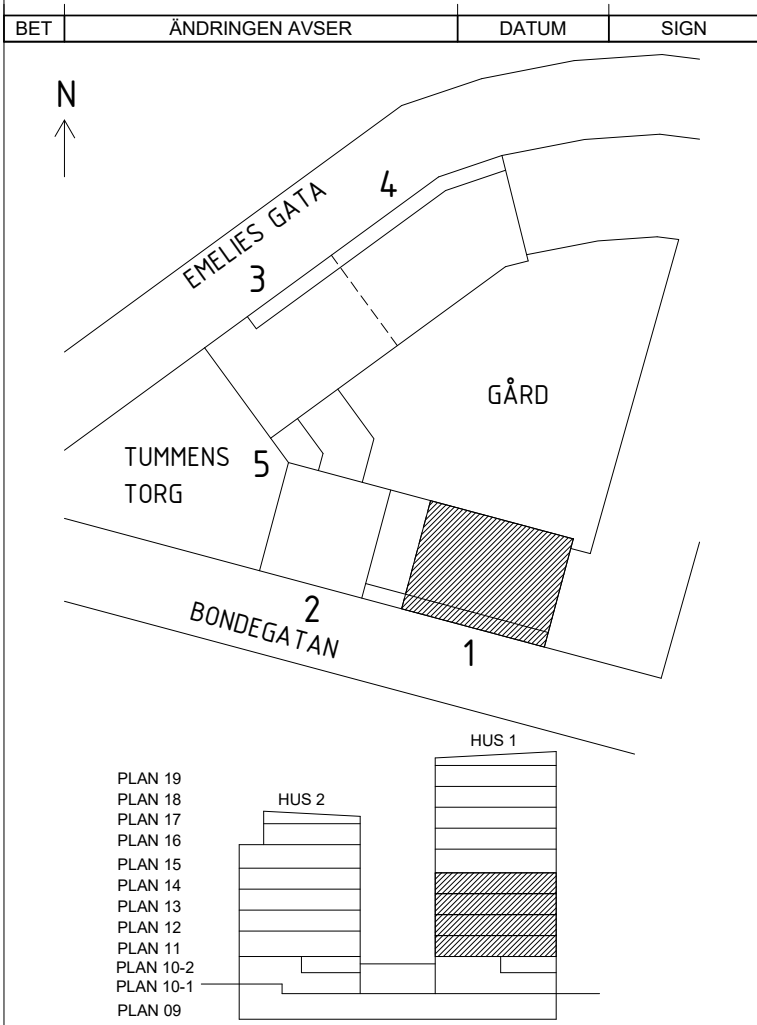 BET ÄNDRINGEN AVSER DATUM SIGN
N
4
EMELIES GATA
3
GÅRD
TUMMENS
TORG
5
2
BONDEGATAN
1
HUS 1
PLAN 19
PLAN 18
HUS 2
PLAN 17
PLAN 16
PLAN 15
PLAN 14
PLAN 13
PLAN 12
PLAN 11
PLAN 10-2
PLAN 10-1
PLAN 09